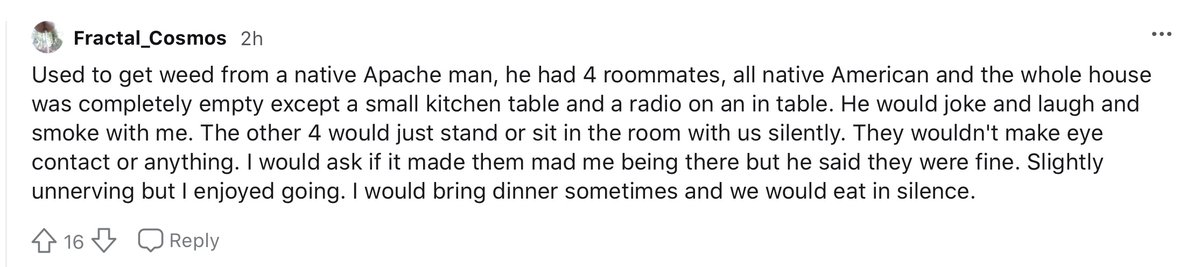 Fractal_Cosmos 2h
Used to get weed from a native Apache man, he had 4 roommates, all native American and the whole house
was completely empty except a small kitchen table and a radio on an in table. He would joke and laugh and
smoke with me. The other 4 would just stand or sit in the room with us silently. They wouldn't make eye
contact or anything. I would ask if it made them mad me being there but he said they were fine. Slightly
unnerving but I enjoyed going. I would bring dinner sometimes and we would eat in silence.
16 Reply